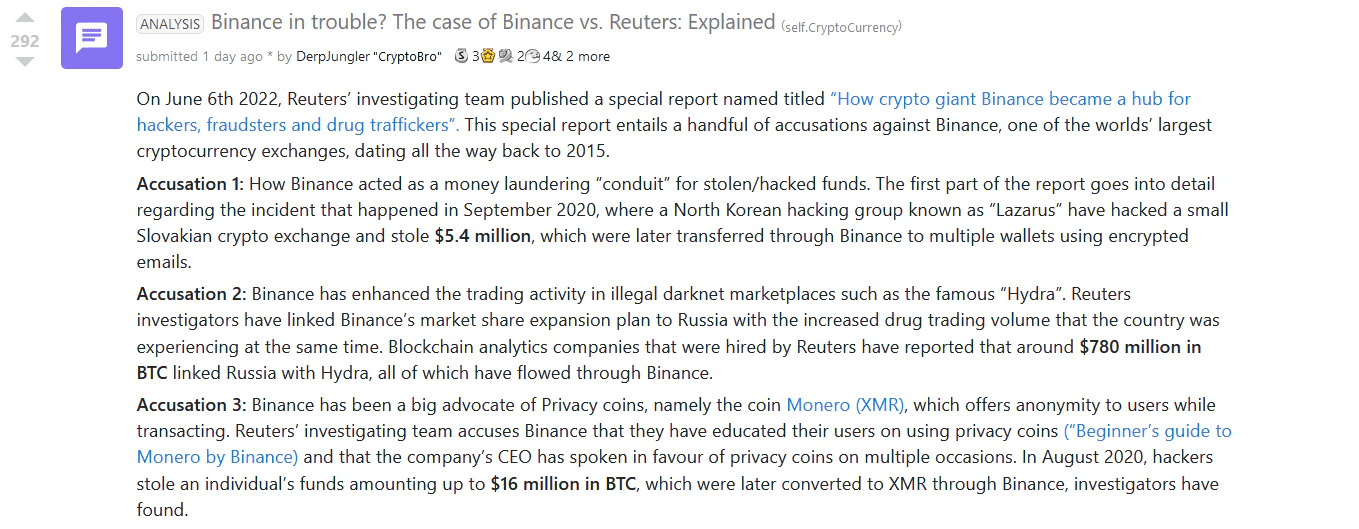 292
ANALYSIS Binance in trouble? The case of Binance vs. Reuters: Explained (self.CryptoCurrency)
submitted 1 day ago * by DerpJungler "CryptoBro" S 3 2 4& 2 more
On June 6th 2022, Reuters’ investigating team published a special report named titled “How crypto giant Binance became a hub for
hackers, fraudsters and drug traffickers”. This special report entails a handful of accusations against Binance, one of the worlds’ largest
cryptocurrency exchanges, dating all the way back to 2015.
Accusation 1: How Binance acted as a money laundering “conduit” for stolen/hacked funds. The first part of the report goes into detail
regarding the incident that happened in September 2020, where a North Korean hacking group known as “Lazarus” have hacked a small
Slovakian crypto exchange and stole $5.4 million, which were later transferred through Binance to multiple wallets using encrypted
emails.
Accusation 2: Binance has enhanced the trading activity in illegal darknet marketplaces such as the famous “Hydra”. Reuters
investigators have linked Binance’s market share expansion plan to Russia with the increased drug trading volume that the country was
experiencing at the same time. Blockchain analytics companies that were hired by Reuters have reported that around $780 million in
BTC linked Russia with Hydra, all of which have flowed through Binance.
Accusation 3: Binance has been a big advocate of Privacy coins, namely the coin Monero (XMR), which offers anonymity to users while
transacting. Reuters’ investigating team accuses Binance that they have educated their users on using privacy coins (“Beginner’s guide to
Monero by Binance) and that the company’s CEO has spoken in favour of privacy coins on multiple occasions. In August 2020, hackers
stole an individual’s funds amounting up to $16 million in BTC, which were later converted to XMR through Binance, investigators have
found.